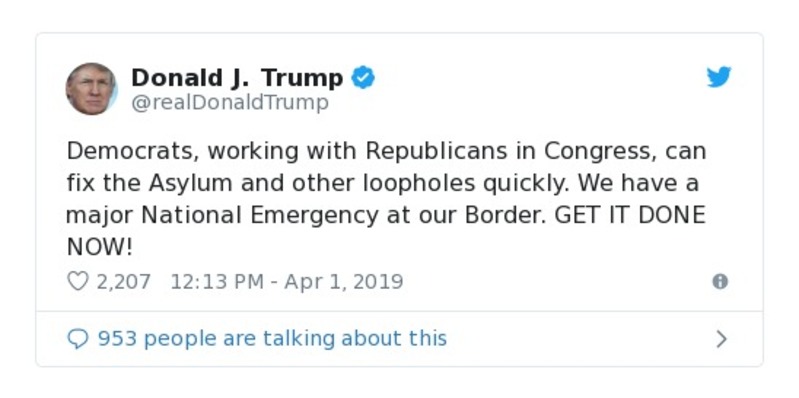 Donald J. Trump
@realDonaldTrump
Democrats, working with Republicans in Congress, can
fix the Asylum and other loopholes quickly. We have a
major National Emergency at our Border. GET IT DONE
NOW!
2,207 12:13 PM - Apr 1, 2019
953 people are talking about this